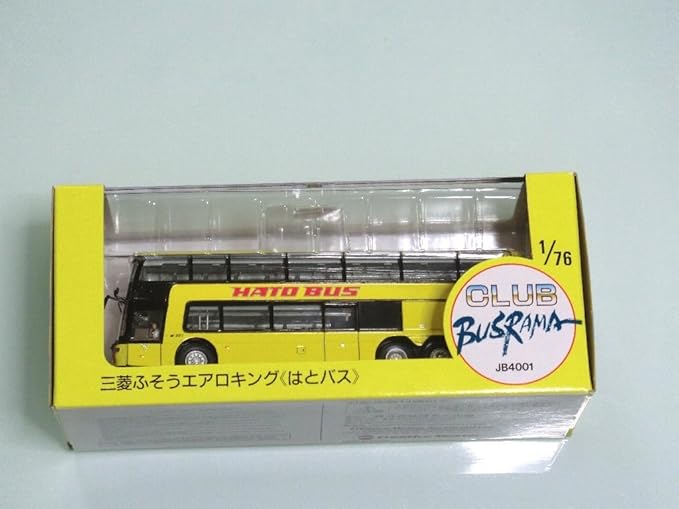 HATO BUS
1/76
CLUB
BUSRAMA
JB4001
三菱ふそうエアロキング《はとバス》